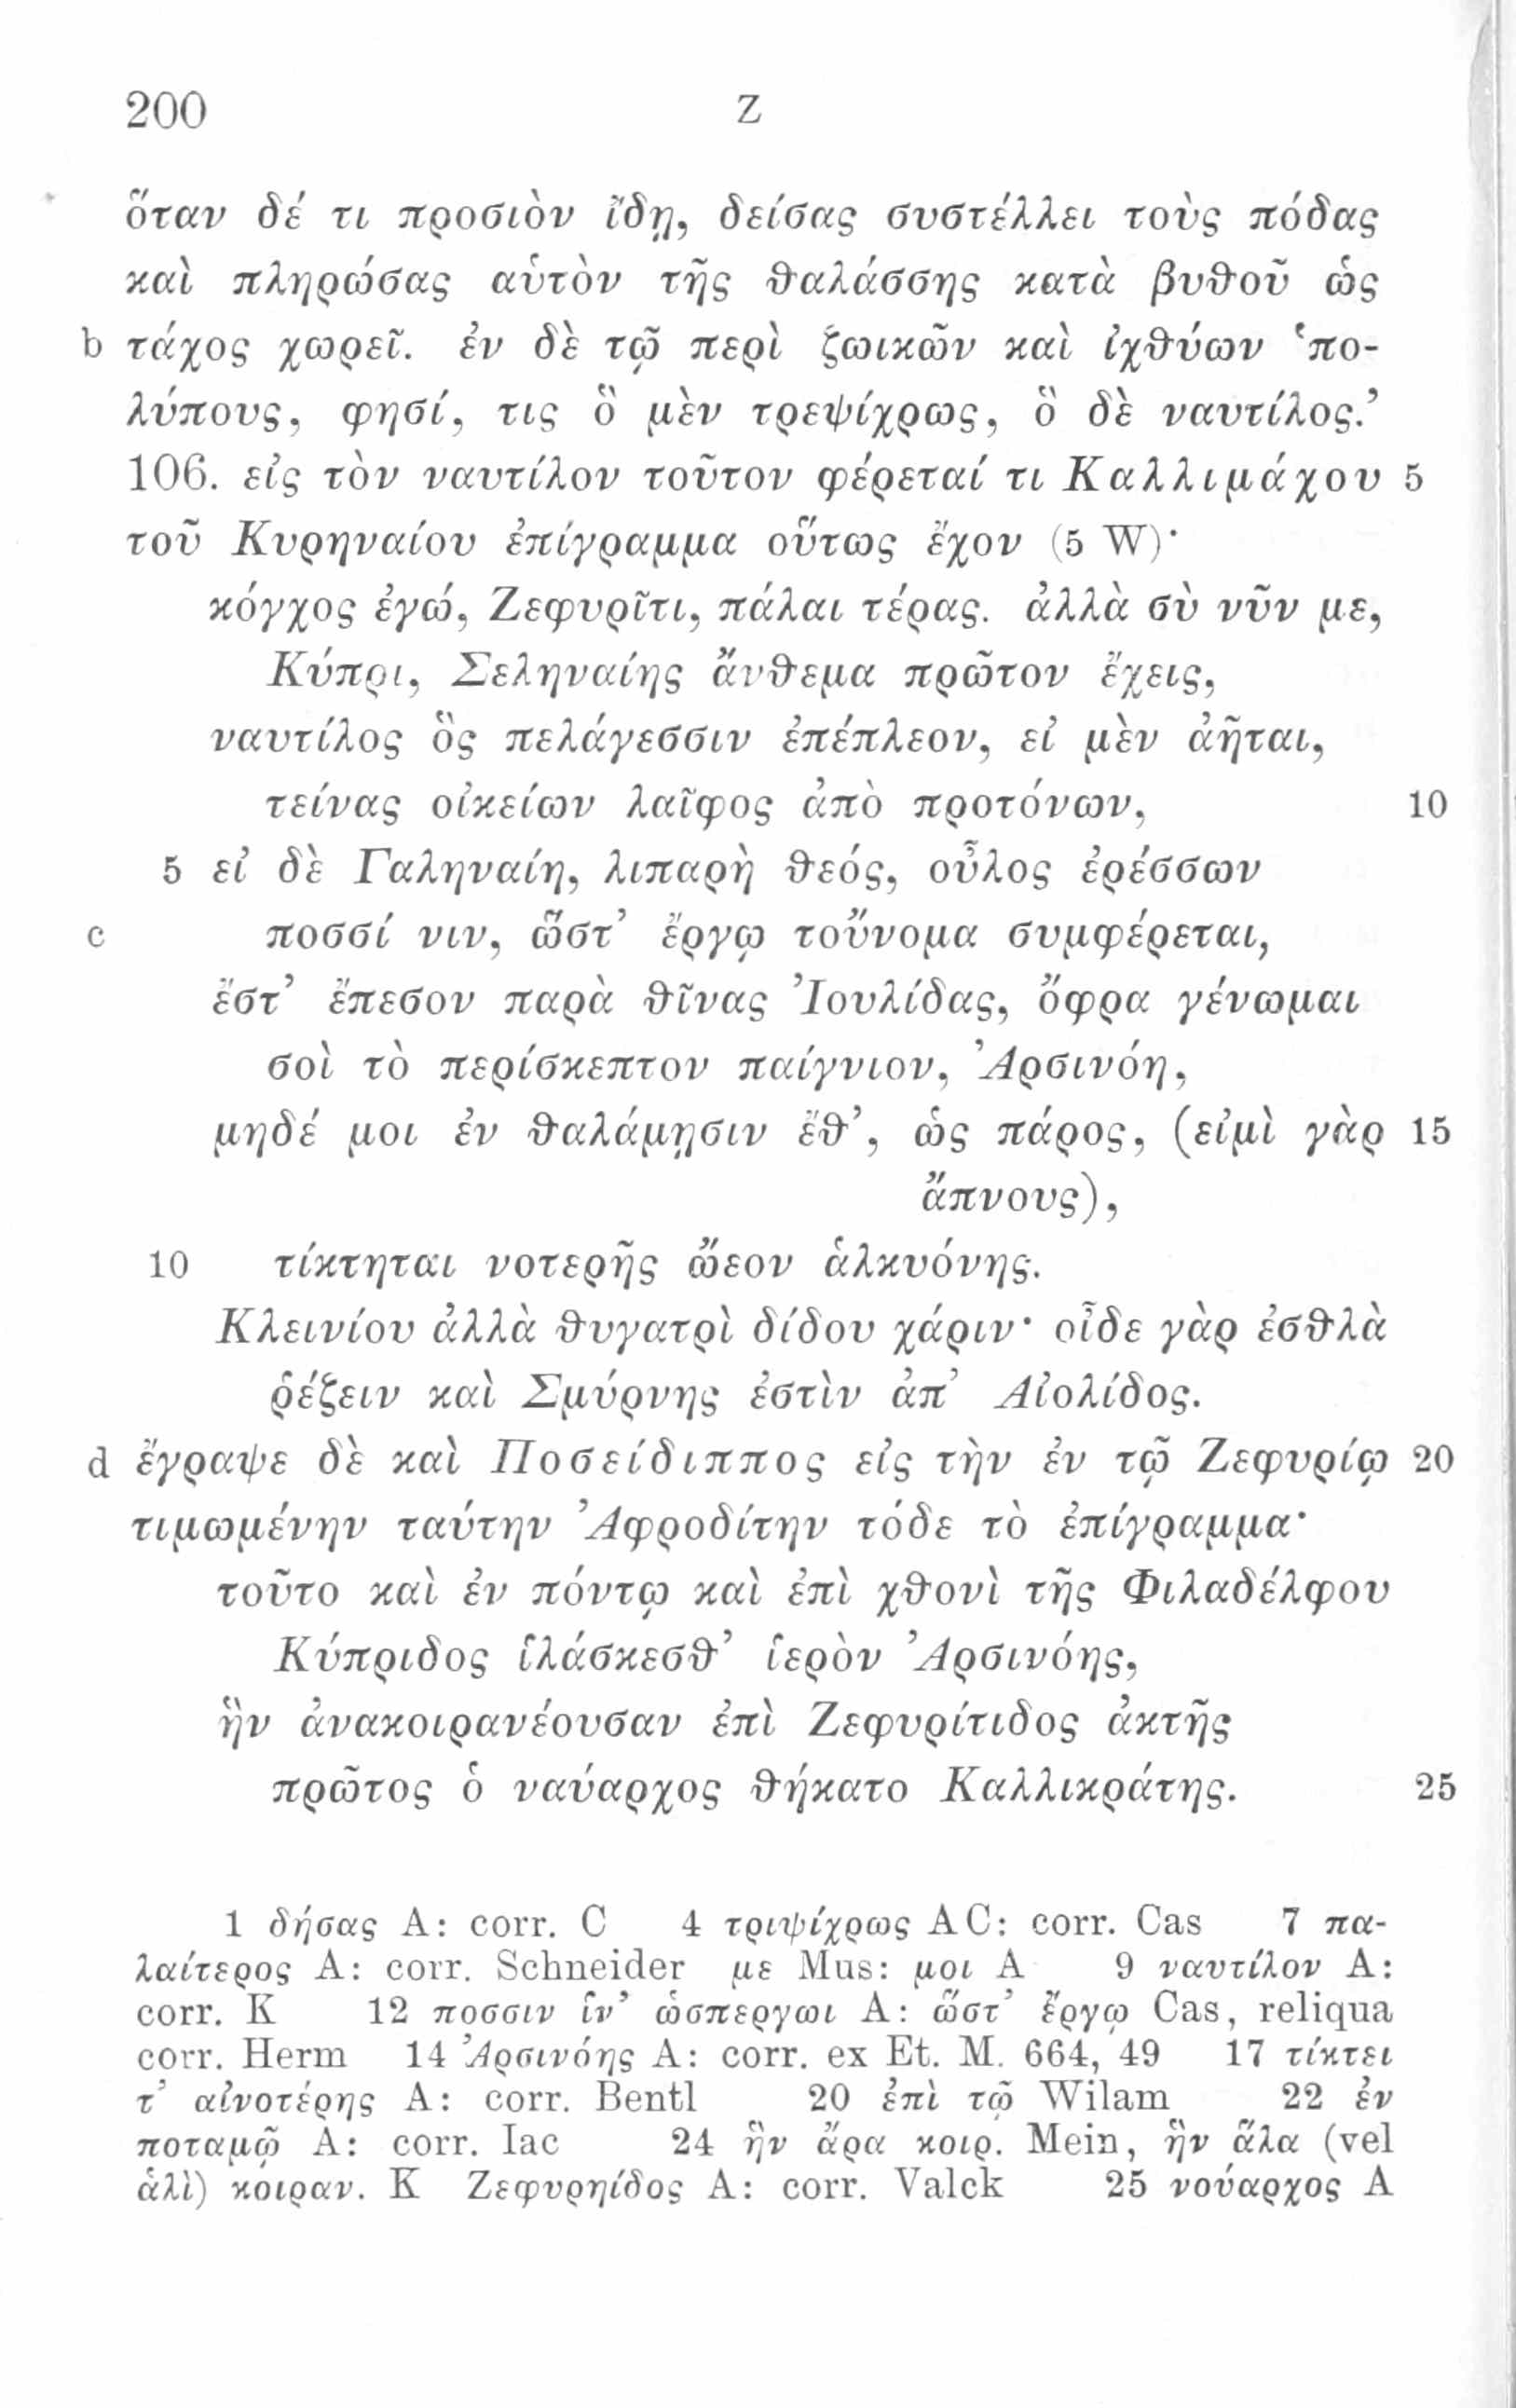 200 Ζ
ὅταν δέ τι προσιὸν ἴδῃ, δείσας συστέλλει τοὺς πόδας
καὶ πληρώσας αὑτὸν τῆς θαλάσσης κατὰ βυθοῦ ὡς
b τάχος χωρεῖ. ἐν δὲ τῷ περὶ ζωικῶν καὶ ἰχθύων ‘πο-
λύπους, φησί, τις ὃ μὲν τρεψίχρως, ὃ δὲ ναυτίλος.’
106. εἰς τὸν ναυτίλον τοῦτον φέρεταί τι Καλλιμάχου 5
τοῦ Κυρηναίου ἐπίγραμμα οὕτως ἔχον (5 W)·
κόγχος ἐγώ, Ζεφυρῖτι, πάλαι τέρας. ἀλλὰ σὺ νῦν με,
Κύπρι, Σεληναίης ἄνθεμα πρῶτον ἔχεις,
ναυτίλος ὃς πελάγεσσιν ἐπέπλεον, εἰ μὲν ἀῆται,
τείνας οἰκείων λαῖφος ἀπὸ προτόνων, 10
5 εἰ δὲ Γαληναίη, λιπαρὴ θεός, οὖλος ἐρέσσων
c ποσσί νιν, ὥστ’ ἔργῳ τοὔνομα συμφέρεται,
ἔστ’ ἔπεσον παρὰ θῖνας Ἰουλίδας, ὄφρα γένωμαι
σοὶ τὸ περίσκεπτον παίγνιον, Ἀρσινόη,
μηδέ μοι ἐν θαλάμῃσιν ἔθ’, ὡς πάρος, (εἰμὶ γὰρ 15
ἄπνους),
10 τίκτηται νοτερῆς ὤεον ἁλκυόνης.
Κλεινίου ἀλλὰ θυγατρὶ δίδου χάριν· οἶδε γὰρ ἐσθλὰ
ῥέζειν καὶ Σμύρνης ἐστὶν ἀπ’ Αἰολίδος.
d ἔγραψε δὲ καὶ Ποσείδιππος εἰς τὴν ἐν τῷ Ζεφυρίῳ 20
τιμωμένην ταύτην Ἀφροδίτην τόδε τὸ ἐπίγραμμα·
τοῦτο καὶ ἐν πόντῳ καὶ ἐπὶ χθονὶ τῆς Φιλαδέλφου
Κύπριδος ἱλάσκεσθ’ ἱερὸν Ἀρσινόης,
ἣν ἀνακοιρανέουσαν ἐπὶ Ζεφυρίτιδος ἀκτῆς
πρῶτος ὁ ναύαρχος θήκατο Καλλικράτης. 25
1 δήσας A: corr. C 4 τριψίχρως AC: corr. Cas 7 πα-
λαίτερος A: corr. Schneider με Mus: μοι A 9 ναυτίλον A:
corr. K 12 ποσσιν ἵν’ ὡσπεργωι A: ὥστ’ ἔργῳ Cas, reliqua
corr. Herm 14 Ἀρσινόης A: corr. ex Et. M. 664, 49 17 τίκτει
τ’ αἰνοτέρης A: corr. Bentl 20 ἐπὶ τῷ Wilam 22 ἐν
ποταμῷ A: corr. Iac 24 ἣν ἄρα κοιρ. Mein, ἣν ἅλα (vel
ἁλὶ) κοιραν. K Ζεφυρηίδος A: corr. Valck 25 νούαρχος A